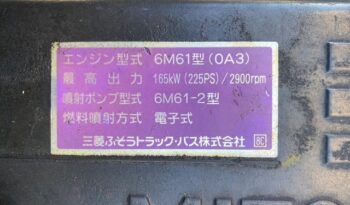 エンジン型式 6M61型(0A3)
最高出力 165kW(225PS)/2900rpm
噴射ポンプ型式 6M61-2型
燃料噴射方式 電子式
三菱ふそうトラック・バス株式会社